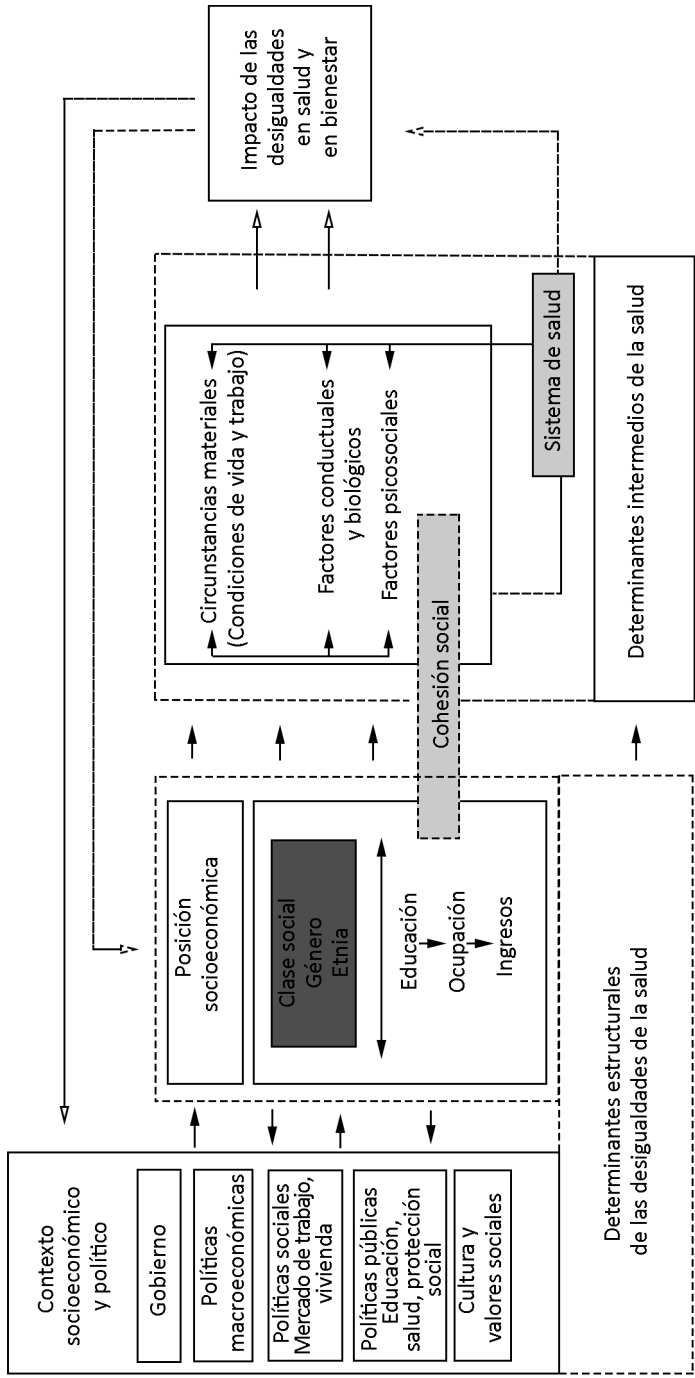 Contexto
socioeconómico
y político
Gobierno
Políticas
macroeconómicas
Políticas sociales
Mercado de trabajo,
vivienda
Políticas públicas
Educación,
salud, protección
social
Cultura y
valores sociales
Posición
socioeconómica
Clase social
Género
Etnia
Educación
Ocupación
Ingresos
Cohesión social
Circunstancias materiales
(Condiciones de vida y trabajo)
Factores conductuales
y biológicos
Factores psicosociales
Sistema de salud
Impacto de las
desigualdades
en salud y
en bienestar
Determinantes estructurales
de las desigualdades de la salud
Determinantes intermedios de la salud